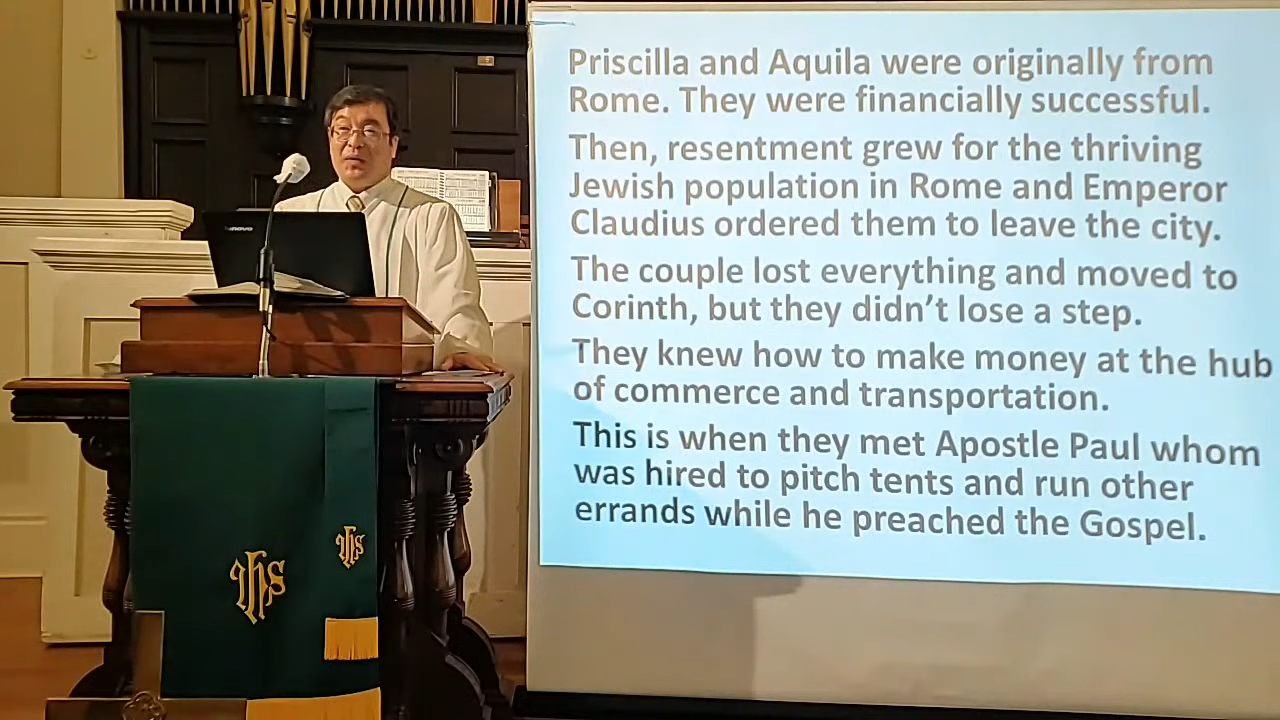 Priscilla and Aquila were originally from
Rome. They were financially successful.
Then, resentment grew for the thriving
Jewish population in Rome and Emperor
Claudius ordered them to leave the city.
The couple lost everything and moved to
Corinth, but they didn't lose a step.
They knew how to make money at the hub
of commerce and transportation.
This is when they met Apostle Paul whom
was hired to pitch tents and run other
errands while he preached the Gospel.
lenovo
ihs
ihs